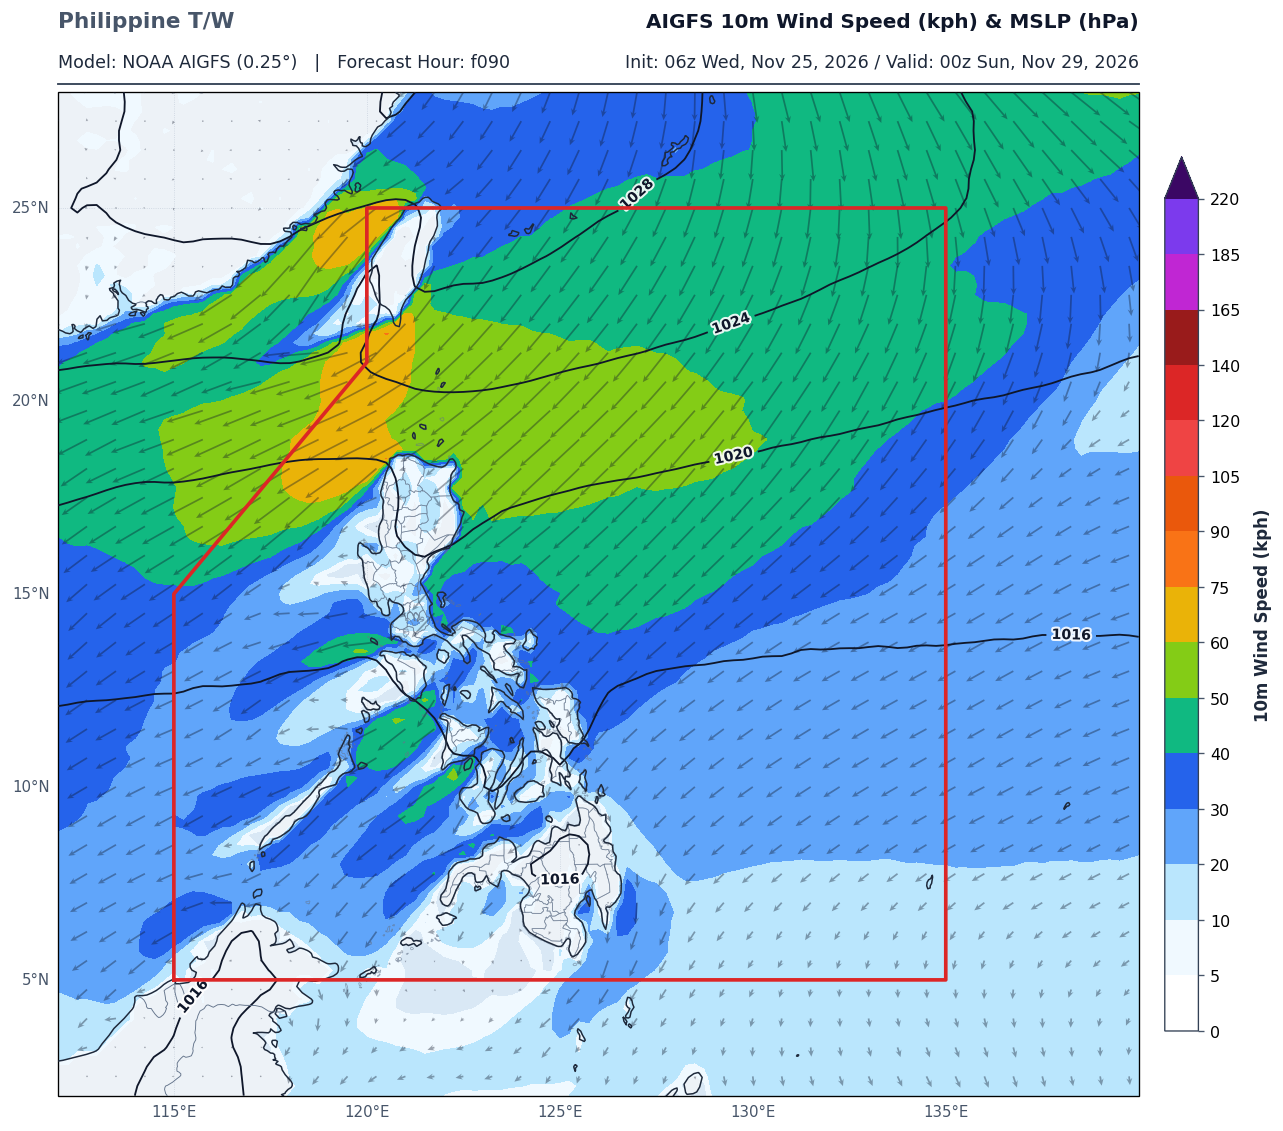 Philippine T/W
AIGFS 10m Wind Speed (kph) & MSLP (hPa)
Model: NOAA AIGFS (0.25°) | Forecast Hour: f090
Init: 06z Wed, Nov 25, 2026 / Valid: 00z Sun, Nov 29, 2026
25°N
20°N
15°N
10°N
5°N
115°E
120°E
125°E
130°E
135°E
1028
1024
1020
1016
1016
1016
220
185
165
140
120
105
90
75
60
50
40
30
20
10
5
0
10m Wind Speed (kph)